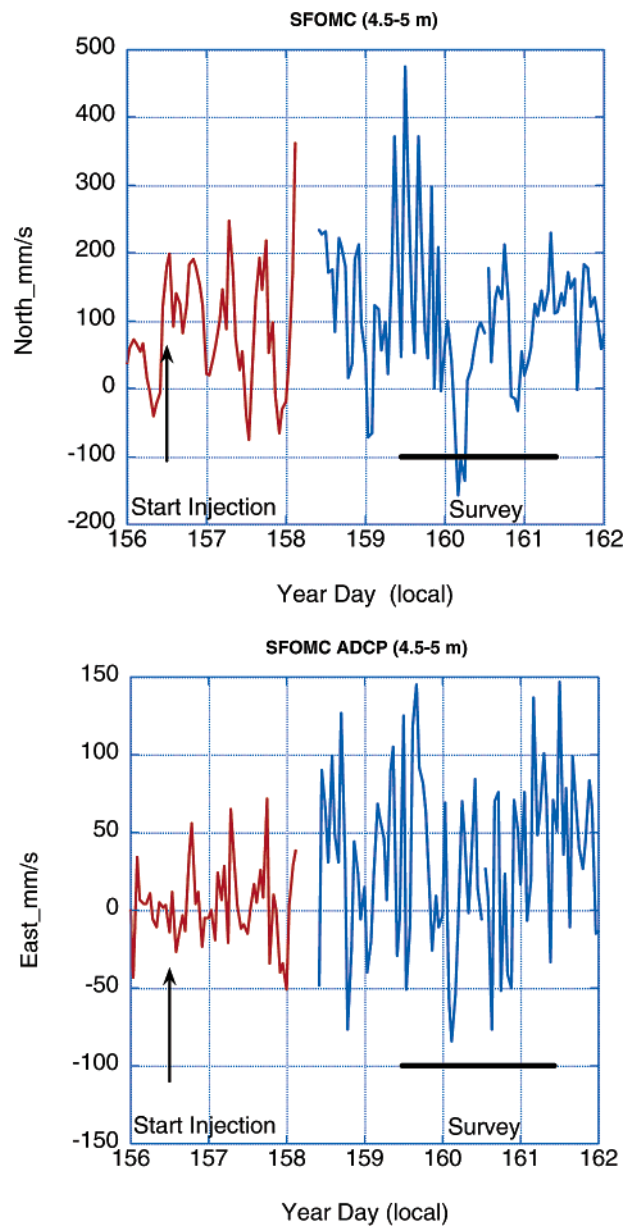 SFOMC (4.5-5 m)
500
400
300
200
100
0
-100
-200
North_mm/s
Start Injection
Survey
156 157 158 159 160 161 162
Year Day (local)
SFOMC ADCP (4.5-5 m)
150
100
50
0
-50
-100
-150
East_mm/s
Start Injection
Survey
156 157 158 159 160 161 162
Year Day (local)